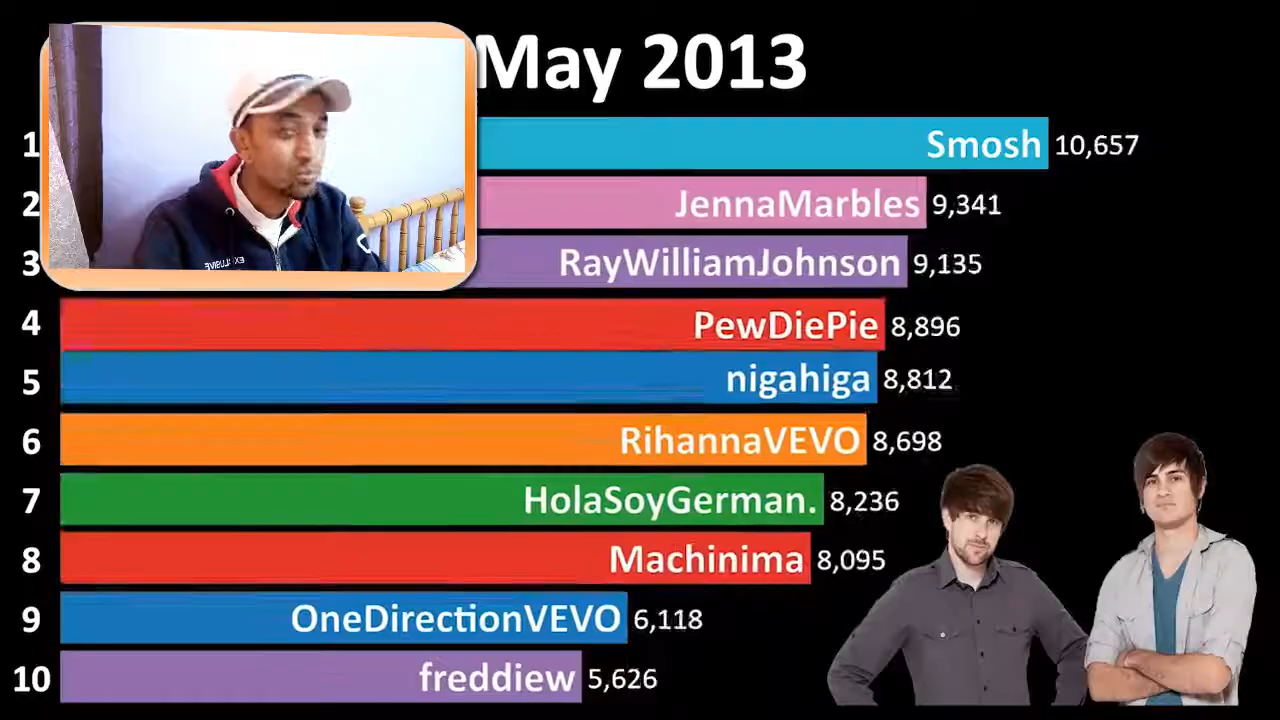 May 2013
1 Smosh 10,657
2 JennaMarbles 9,341
3 RayWilliamJohnson 9,135
4 PewDiePie 8,896
5 nigahiga 8,812
6 RihannaVEVO 8,698
7 HolaSoyGerman. 8,236
8 Machinima 8,095
9 OneDirectionVEVO 6,118
10 freddiew 5,626
EXCLUSIVE